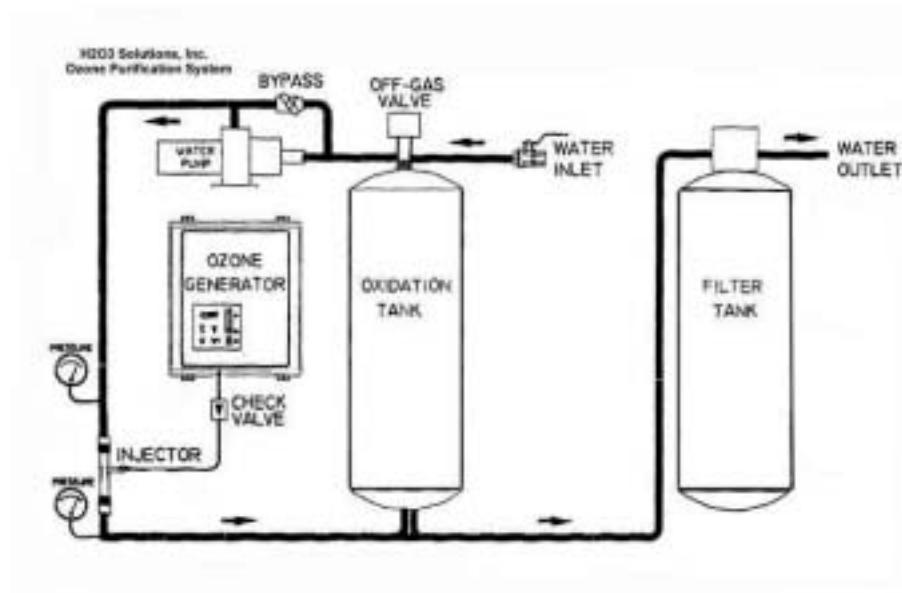 H2O3 Solutions, Inc.
Ozone Purification System
BYPASS
OFF-GAS
VALVE
WATER
PUMP
WATER
INLET
WATER
OUTLET
OZONE
GENERATOR
OXIDATION
TANK
FILTER
TANK
PRESSURE
CHECK
VALVE
INJECTOR
PRESSURE